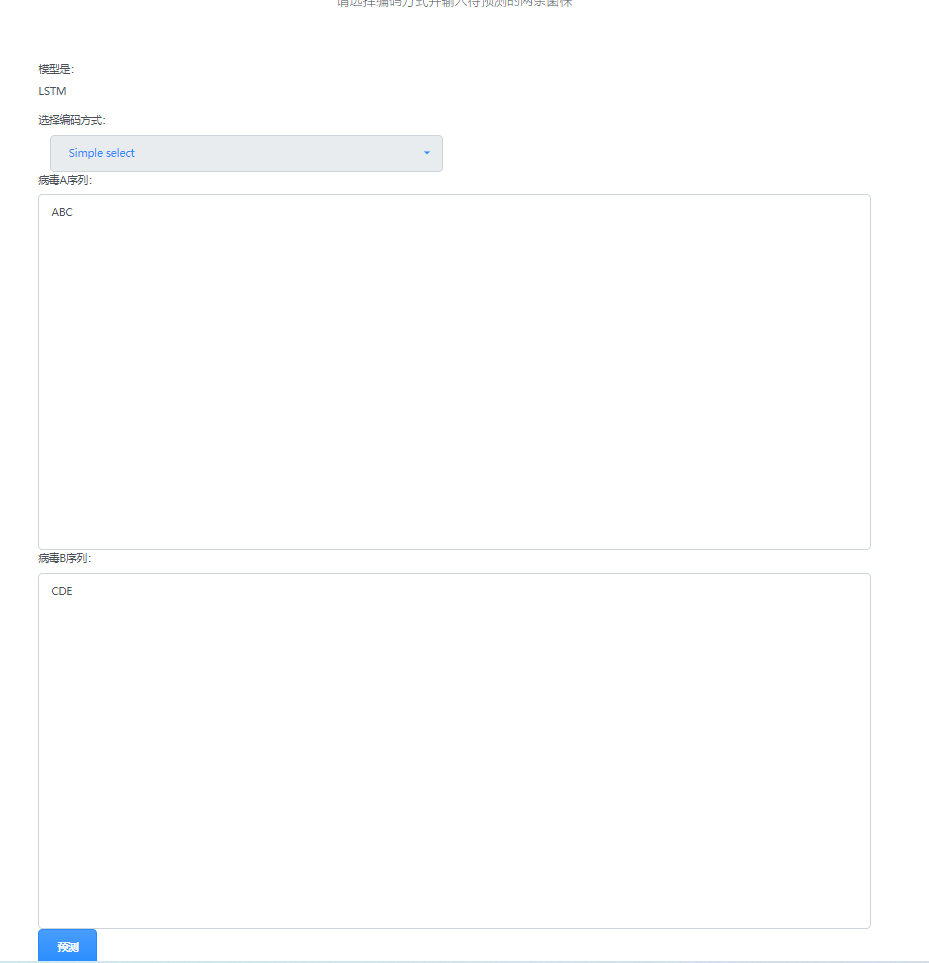 请选择编码方式并输入待预测的两条菌株
模型是:
LSTM
选择编码方式:
Simple select
病毒A序列:
ABC
病毒B序列:
CDE
预测